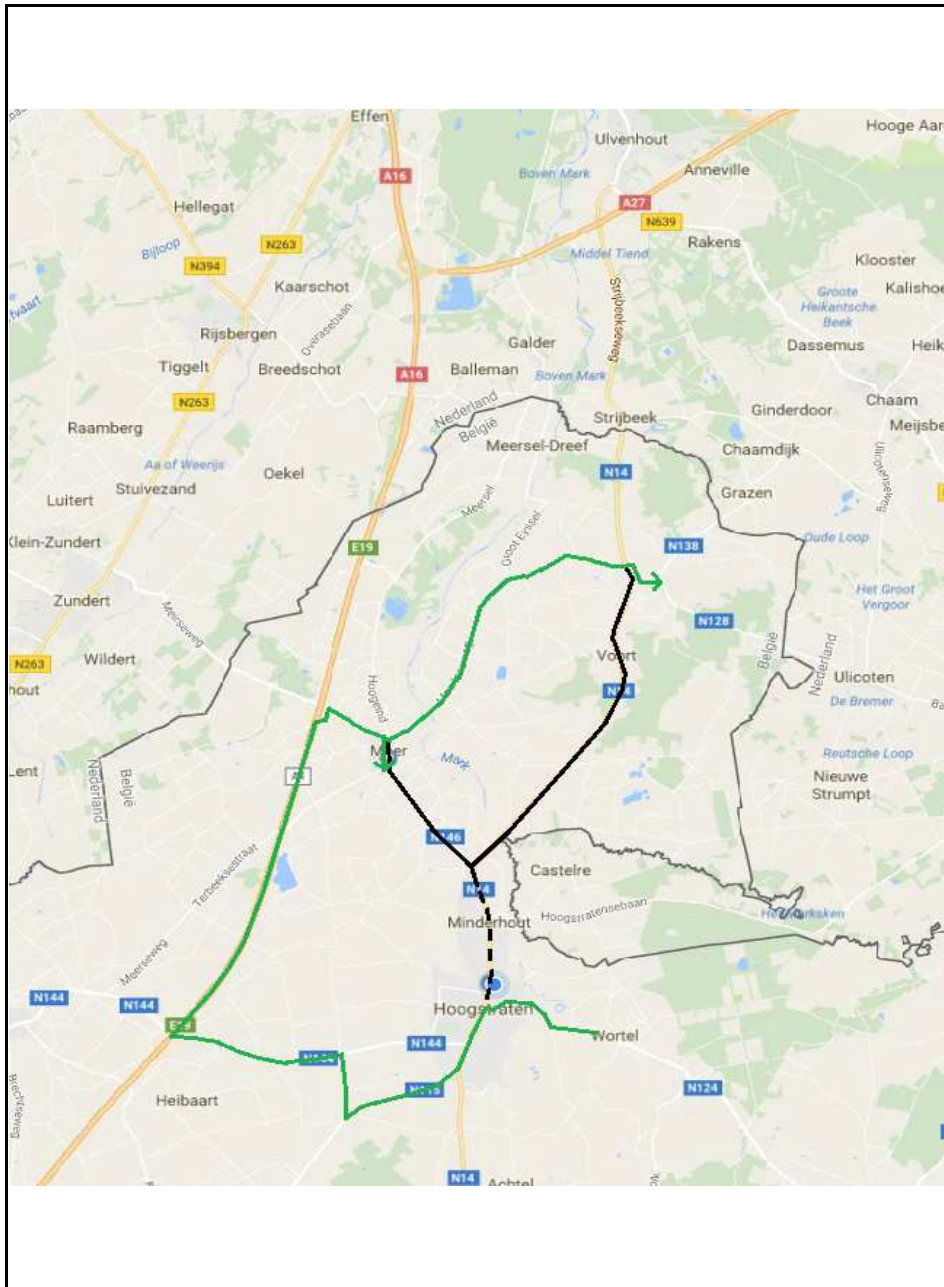 Effen
Ulvenhout
Hooge Aar
Boven Mark
Anneville
A16
Hellegat
A27
N639
N263
Rakens
Bijloop
Middel Tiend
N394
Klooster
Kaarschot
Groote
Heikantsche
Beek
Kalishoe
Strijbeekseweg
Overasebaan
Rijsbergen
Galder
Dassemus
Heik
Tiggelt
Breedschot
A16
Balleman
Boven Mark
N263
Nederland
België
Strijbeek
Ginderdoor
Chaam
Raamberg
Meersel-Dreef
Chaamdijk
Meijsbe
Aa of Weerijs
Oekel
N14
Luitert
Stuivezand
Meersel
Grazen
Groot Eyssel
Klein-Zundert
E19
N138
Oude Loop
Zundert
Meirseweg
Het Groot
Vergoor
N128
N263
Wildert
Voort
België
Nederland
Ulicoten
hout
Hoogeind
De Bremer
Meer
Mark
Reutsche Loop
Lent
Nederland
België
Nieuwe
Strumpt
Terbeeksestraat
Castelre
Minderhout
Hoogstratensebaan
Meerseweg
N144
N144
Hoogstraten
N144
Wortel
Heibaart
N124
N14
Achtel